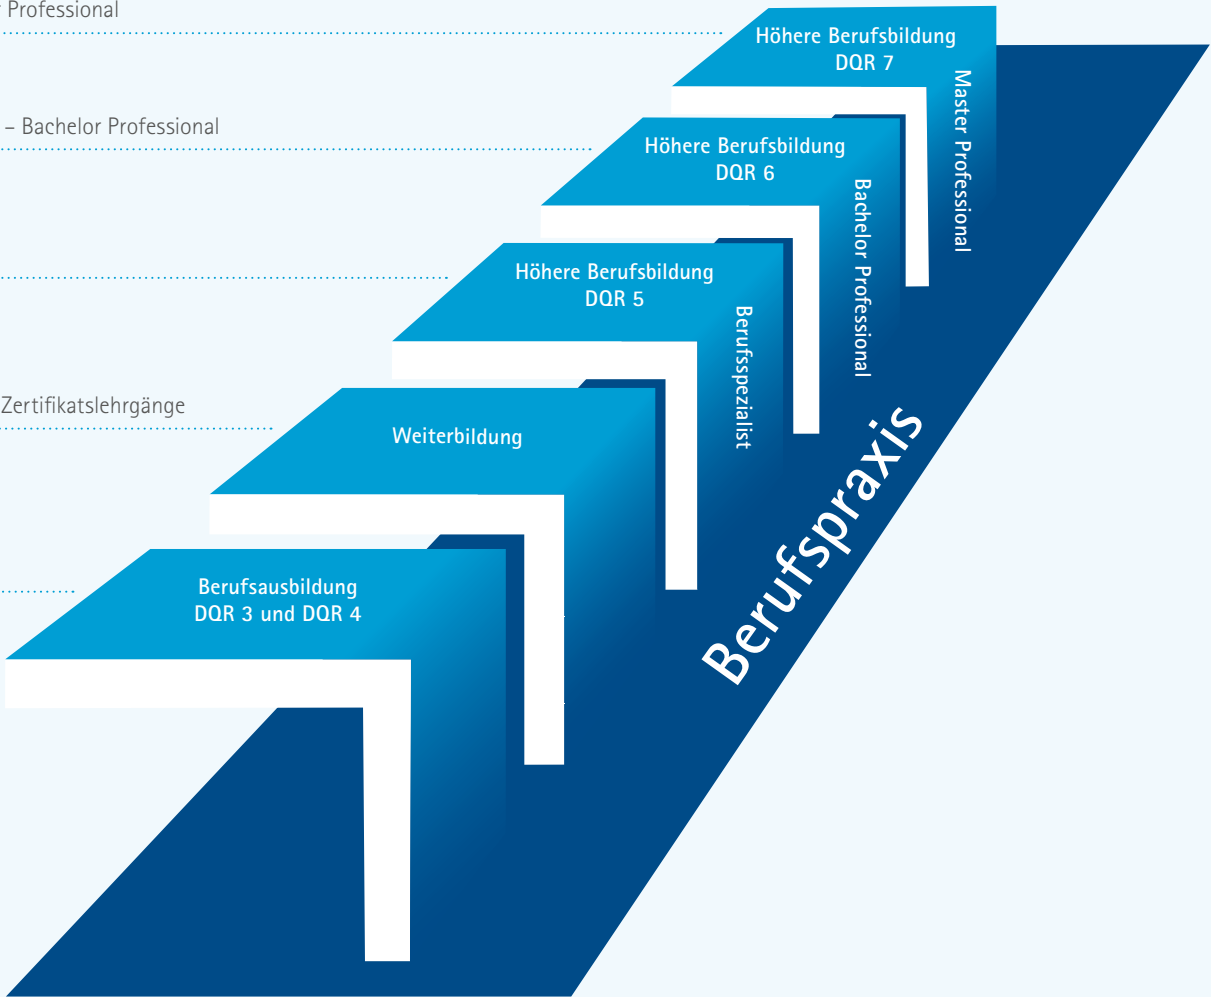 Professional
Höhere Berufsbildung
DQR 7
Master Professional
– Bachelor Professional
Höhere Berufsbildung
DQR 6
Bachelor Professional
Höhere Berufsbildung
DQR 5
Berufsspezialist
Zertifikatslehrgänge
Weiterbildung
Berufsausbildung
DQR 3 und DQR 4
Berufspraxis